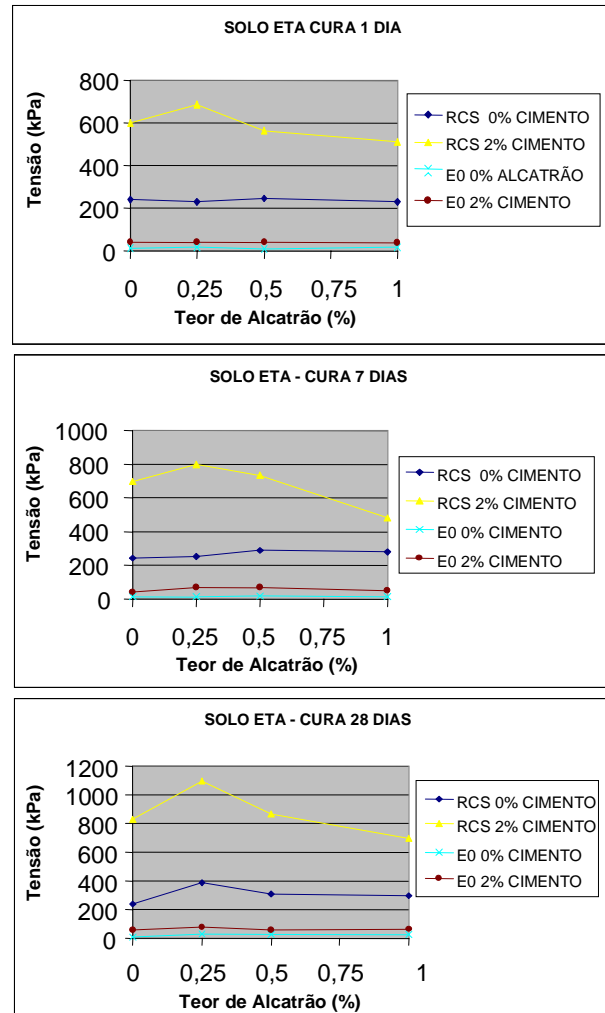 SOLO ETA CURA 1 DIA
Tensão (kPa)
800
600
400
200
0
0 0,25 0,5 0,75 1
Teor de Alcatrão (%)
RCS 0% CIMENTO
RCS 2% CIMENTO
E0 0% ALCATRÃO
E0 2% CIMENTO
SOLO ETA - CURA 7 DIAS
Tensão (kPa)
1000
800
600
400
200
0
0 0,25 0,5 0,75 1
Teor de Alcatrão (%)
RCS 0% CIMENTO
RCS 2% CIMENTO
E0 0% CIMENTO
E0 2% CIMENTO
SOLO ETA - CURA 28 DIAS
Tensão (kPa)
1200
1000
800
600
400
200
0
0 0,25 0,5 0,75 1
Teor de Alcatrão (%)
RCS 0% CIMENTO
RCS 2% CIMENTO
E0 0% CIMENTO
E0 2% CIMENTO